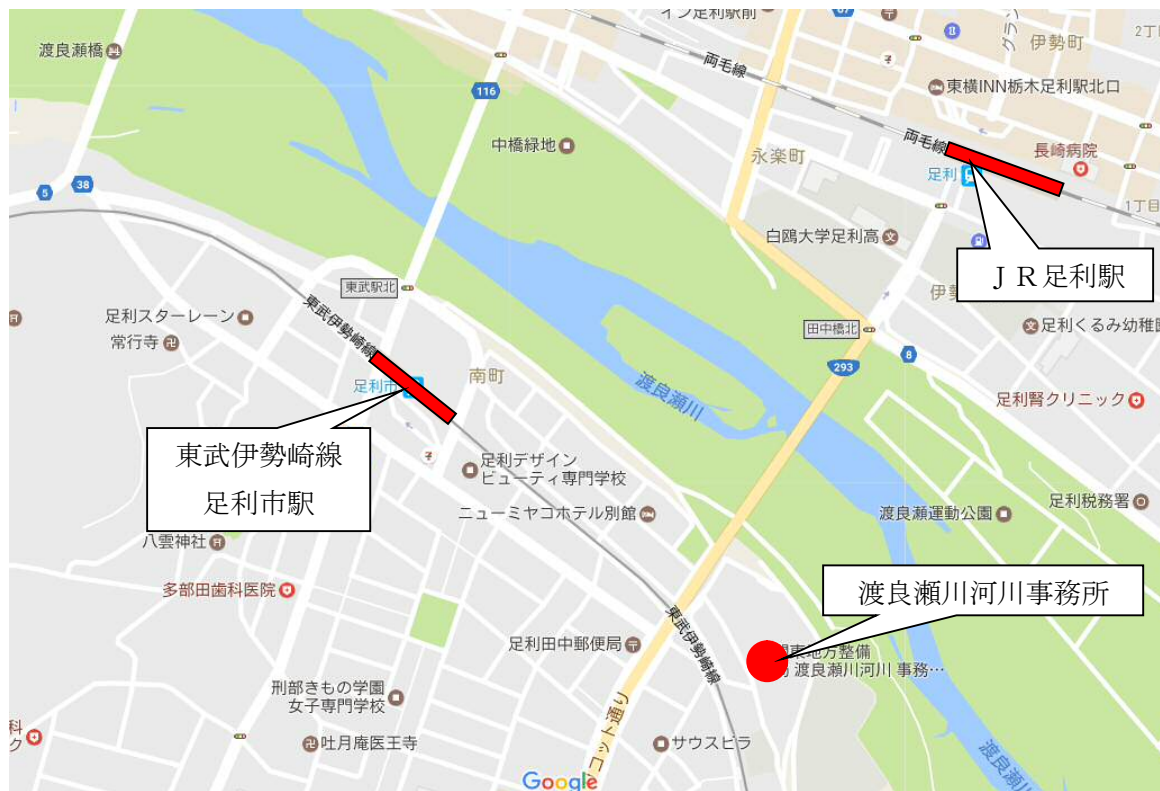 イン足利駅前
67
グラン
伊勢町
2丁目
渡良瀬橋
両毛線
116
東横INN栃木足利駅北口
中橋緑地
永楽町
両毛線
長崎病院
足利
5
38
1丁目
白鴎大学足利高
ＪＲ足利駅
伊勢
東武駅北
足利スターレーン
東武伊勢崎線
常行寺
田中橋北
足利くるみ幼稚園
8
293
南町
足利市
渡良瀬川
足利腎クリニック
東武伊勢崎線
足利市駅
足利デザイン
ビューティ専門学校
ニューミヤコホテル別館
渡良瀬運動公園
足利税務署
八雲神社
多部田歯科医院
渡良瀬川河川事務所
東武伊勢崎線
足利田中郵便局
関東地方整備
渡良瀬川河川 事務…
刑部きもの学園
女子専門学校
コット通り
科
ク
吐月庵医王寺
サウスビラ
渡良瀬川
Google